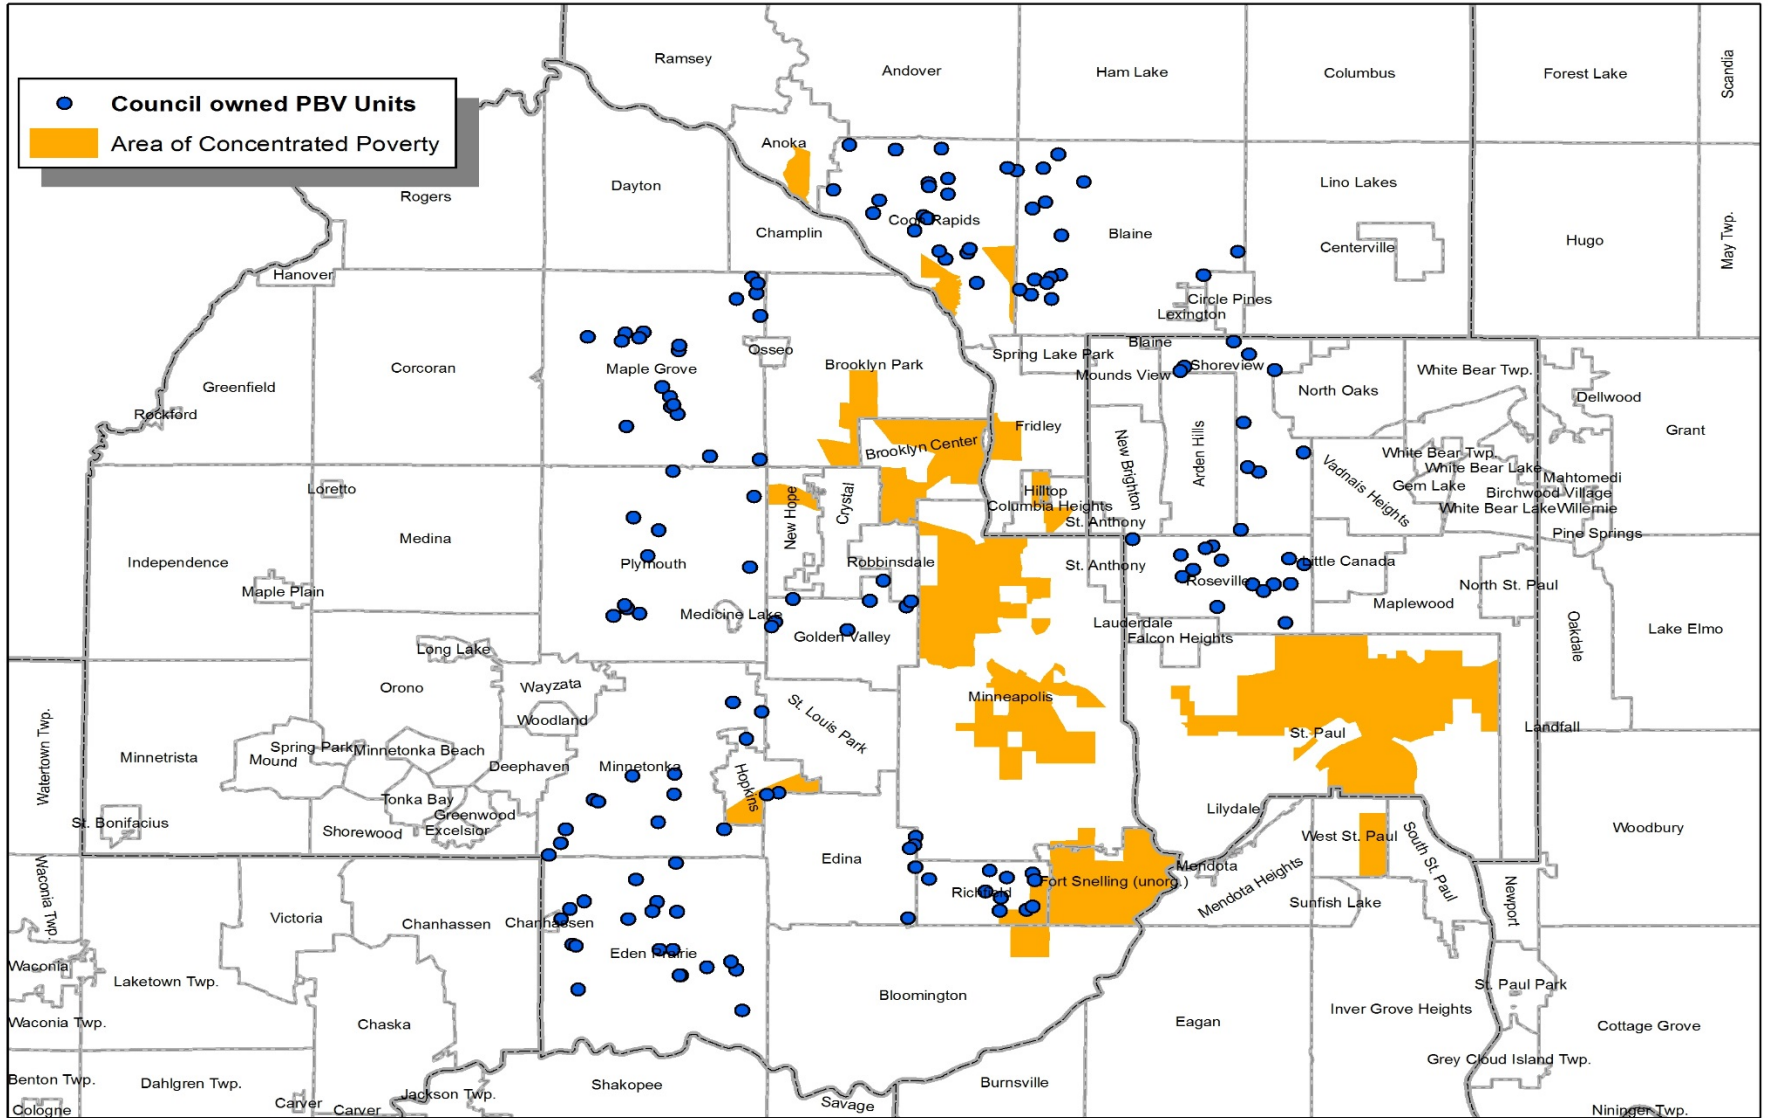 Ramsey
Andover
Ham Lake
Columbus
Forest Lake
Scandia
Council owned PBV Units
Area of Concentrated Poverty
Anoka
Rogers
Dayton
Lino Lakes
Coon Rapids
Champlin
Blaine
Centerville
Hugo
May Twp.
Hanover
Circle Pines
Lexington
Blaine
Osseo
Spring Lake Park
Corcoran
Maple Grove
Brooklyn Park
Mounds View
Shoreview
White Bear Twp.
Greenfield
North Oaks
Dellwood
Rockford
Fridley
Grant
Brooklyn Center
New Brighton
Arden Hills
White Bear Twp.
White Bear Lake
Vadnais Heights
Gem Lake
Mahtomedi
Birchwood Village
Loretto
New Hope
Crystal
Hilltop
Columbia Heights
White Bear Lake
Willernie
St. Anthony
Pine Springs
Medina
Independence
Plymouth
Robbinsdale
St. Anthony
Little Canada
Roseville
North St. Paul
Maple Plain
Maplewood
Medicine Lake
Lauderdale
Golden Valley
Falcon Heights
Oakdale
Lake Elmo
Long Lake
Orono
Wayzata
Minneapolis
Woodland
St. Louis Park
St. Paul
Landfall
Watertown Twp.
Minnetrista
Spring Park
Mound
Minnetonka Beach
Deephaven
Minnetonka
Hopkins
Tonka Bay
Greenwood
Lilydale
St. Bonifacius
Shorewood
Excelsior
West St. Paul
South St. Paul
Woodbury
Edina
Mendota
Waconia Twp.
Richfield
Fort Snelling (unorg.)
Mendota Heights
Sunfish Lake
Newport
Victoria
Chanhassen
Chanhassen
Eden Prairie
Waconia
Laketown Twp.
Bloomington
St. Paul Park
Waconia Twp.
Chaska
Eagan
Inver Grove Heights
Cottage Grove
Grey Cloud Island Twp.
Benton Twp.
Dahlgren Twp.
Jackson Twp.
Shakopee
Burnsville
Cologne
Carver
Carver
Savage
Nininger Twp.